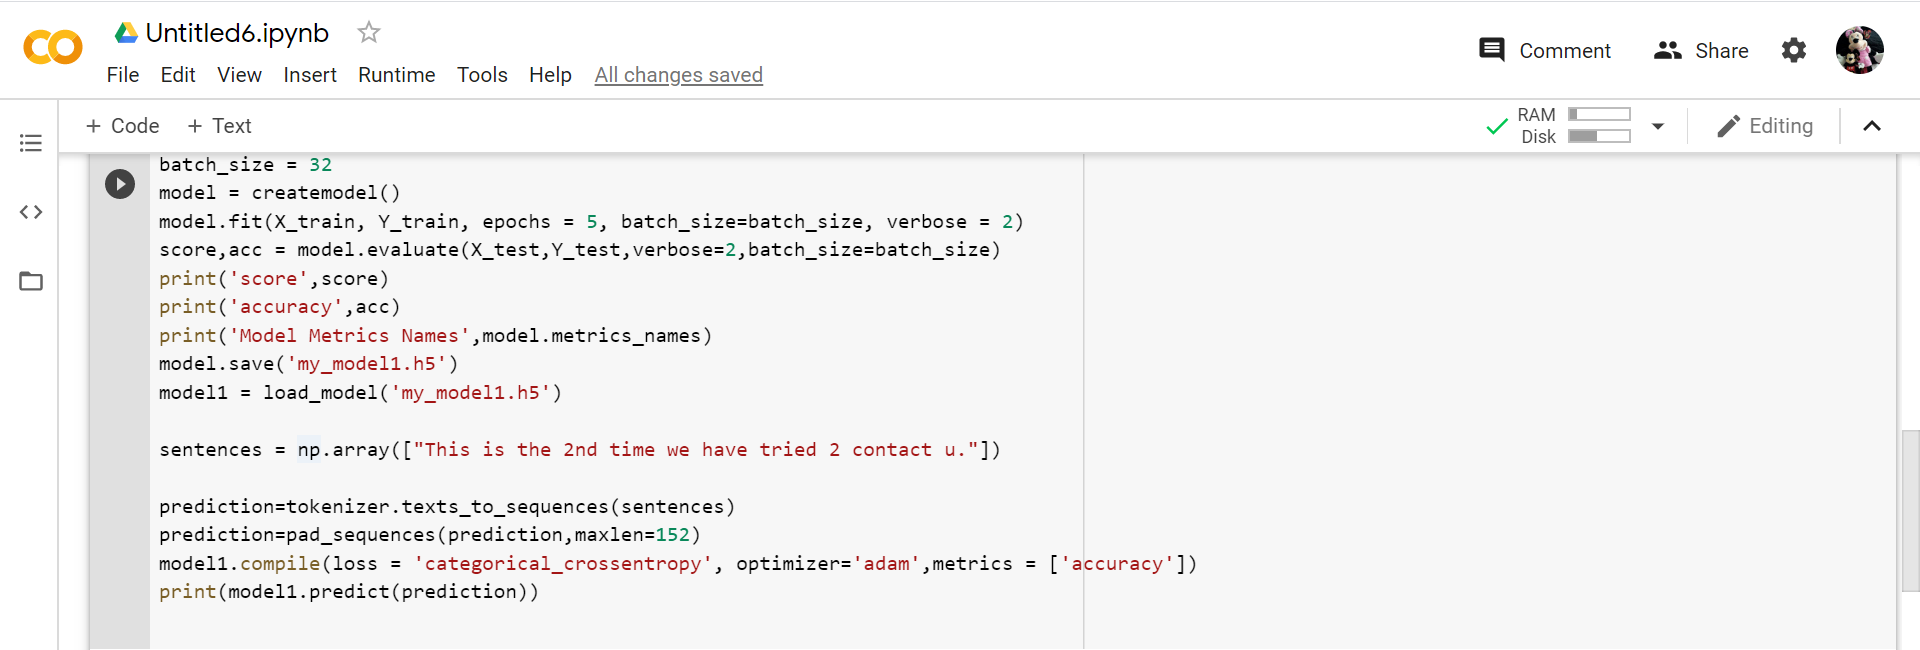 Untitled6.ipynb
File Edit View Insert Runtime Tools Help All changes saved
Comment Share
+ Code + Text
RAM
Disk
Editing
batch_size = 32
model = createmodel()
model.fit(X_train, Y_train, epochs = 5, batch_size=batch_size, verbose = 2)
score,acc = model.evaluate(X_test,Y_test,verbose=2,batch_size=batch_size)
print('score',score)
print('accuracy',acc)
print('Model Metrics Names',model.metrics_names)
model.save('my_model1.h5')
model1 = load_model('my_model1.h5')
sentences = np.array(["This is the 2nd time we have tried 2 contact u."])
prediction=tokenizer.texts_to_sequences(sentences)
prediction=pad_sequences(prediction,maxlen=152)
model1.compile(loss = 'categorical_crossentropy', optimizer='adam',metrics = ['accuracy'])
print(model1.predict(prediction))